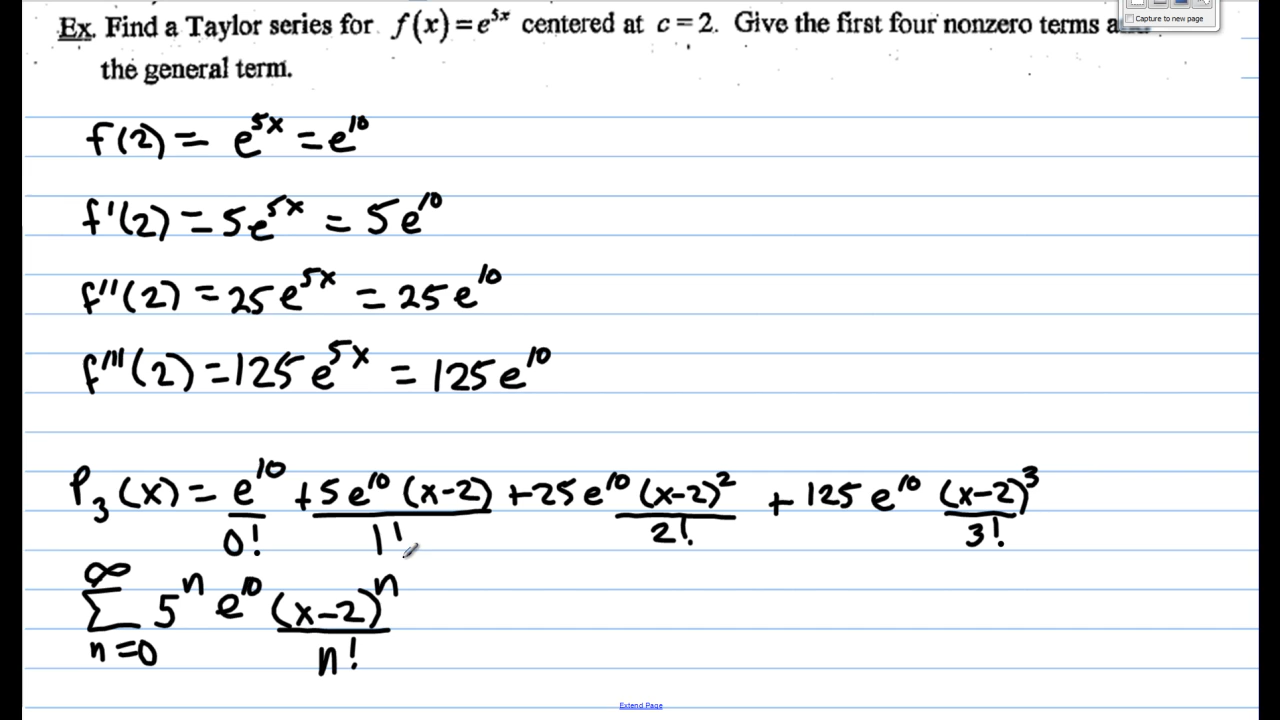 Capture to new page
Ex. Find a Taylor series for f(x)=e^{5x} centered at c=2. Give the first four nonzero terms
the general term.
f(2) = e^{5x} = e^{10}
f'(2) = 5e^{5x} = 5e^{10}
f''(2) = 25e^{5x} = 25e^{10}
f'''(2) = 125e^{5x} = 125e^{10}
P_3(x) = e^{10}/0! + 5e^{10}(x-2)/1! + 25e^{10} (x-2)^2/2! + 125e^{10} (x-2)^3/3!
∑_{n=0}^{∞} 5^n e^{10} (x-2)^n/n!
Extend Page